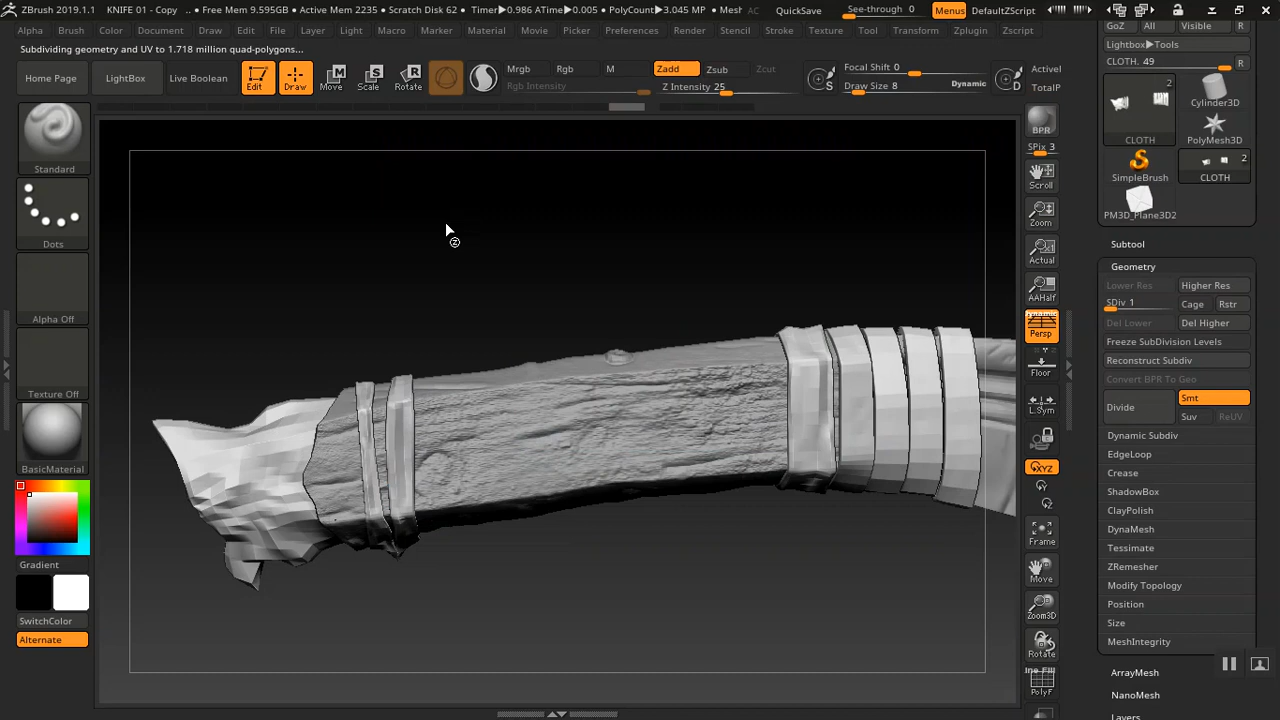 ZBrush 2019.1.1 KNIFE 01 - Copy .. • Free Mem 9.595GB • Active Mem 2235 • Scratch Disk 62 • Timer▶0.986 ATime▶0.005 • PolyCount▶3.045 MP • Mesh AC QuickSave See-through 0 Menus DefaultZScript
Alpha Brush Color Document Draw Edit File Layer Light Macro Marker Material Movie Picker Preferences Render Stencil Stroke Texture Tool Transform Zplugin Zscript
Subdividing geometry and UV to 1.718 million quad-polygons...
Home Page LightBox Live Boolean Edit Draw Move Scale Rotate
Mrgb Rgb M Zadd Zsub Zcut
Rgb Intensity Z Intensity 25
Focal Shift 0
Draw Size 8 Dynamic
S D
ActiveI
TotalP
Standard
Dots
Alpha Off
Texture Off
BasicMaterial
Gradient
SwitchColor
Alternate
BPR
SPix 3
Scroll
Zoom
Actual
AAHalf
Dynamic
Persp
Floor
L.Sym
XYZ
Y
Z
Frame
Move
Zoom3D
Rotate
Line Fill
PolyF
GoZ All Visible R
Lightbox▶Tools
CLOTH. 49 R
2
CLOTH
Cylinder3D
PolyMesh3D
SimpleBrush
2
CLOTH
PM3D_Plane3D2
Subtool
Geometry
Lower Res Higher Res
SDiv 1 Cage Rstr
Del Lower Del Higher
Freeze SubDivision Levels
Reconstruct Subdiv
Convert BPR To Geo
Divide Smt
Suv ReUV
Dynamic Subdiv
EdgeLoop
Crease
ShadowBox
ClayPolish
DynaMesh
Tessimate
ZRemesher
Modify Topology
Position
Size
MeshIntegrity
ArrayMesh
NanoMesh
Layers